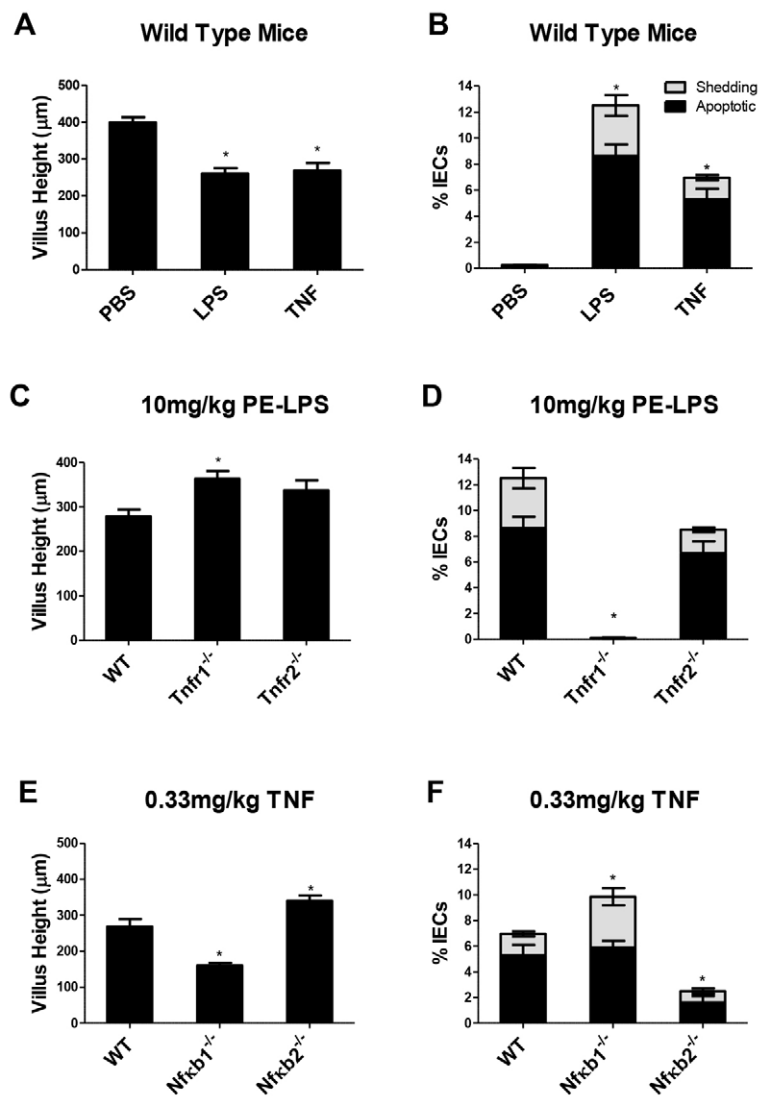 A
Wild Type Mice
Villus Height (μm)
500
400
300
200
100
0
*
*
PBS
LPS
TNF
B
Wild Type Mice
% IECs
14
12
10
8
6
4
2
0
*
*
Shedding
Apoptotic
PBS
LPS
TNF
C
10mg/kg PE-LPS
Villus Height (μm)
400
300
200
100
0
*
WT
Tnfr1-/-
Tnfr2-/-
D
10mg/kg PE-LPS
% IECs
14
12
10
8
6
4
2
0
*
WT
Tnfr1-/-
Tnfr2-/-
E
0.33mg/kg TNF
Villus Height (μm)
500
400
300
200
100
0
*
*
WT
Nfκb1-/-
Nfκb2-/-
F
0.33mg/kg TNF
% IECs
14
12
10
8
6
4
2
0
*
*
WT
Nfκb1-/-
Nfκb2-/-